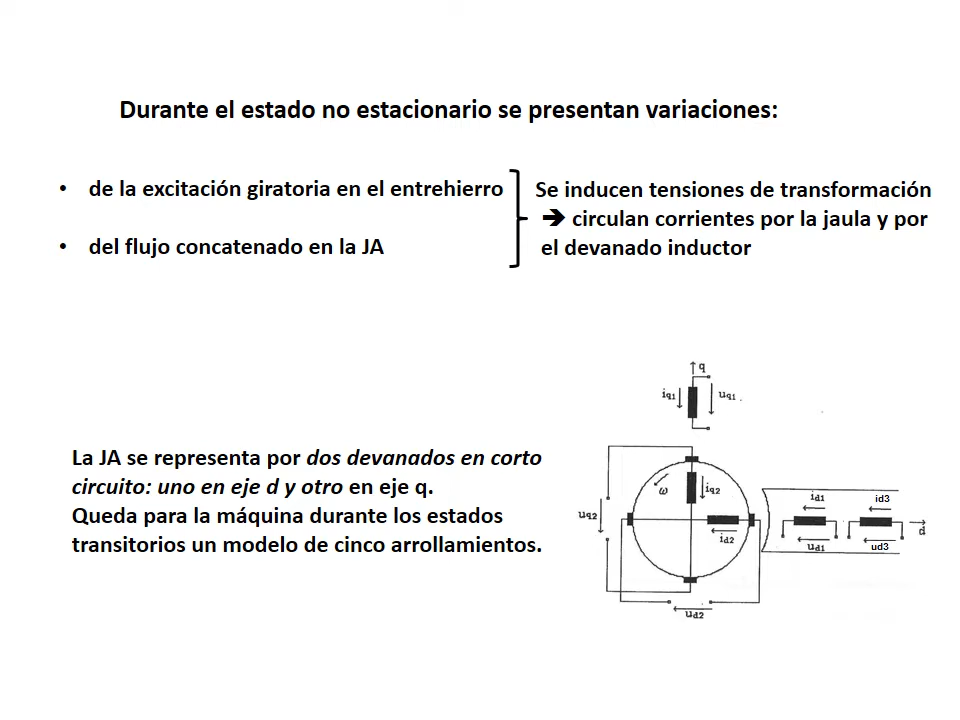 Durante el estado no estacionario se presentan variaciones:
• de la excitación giratoria en el entrehierro
• del flujo concatenado en la JA
Se inducen tensiones de transformación
➔ circulan corrientes por la jaula y por
el devanado inductor
La JA se representa por dos devanados en corto
circuito: uno en eje d y otro en eje q.
Queda para la máquina durante los estados
transitorios un modelo de cinco arrollamientos.
q
iq1
uq1
ω
iq2
uq2
id2
ud2
id1
id3
ud1
ud3
d